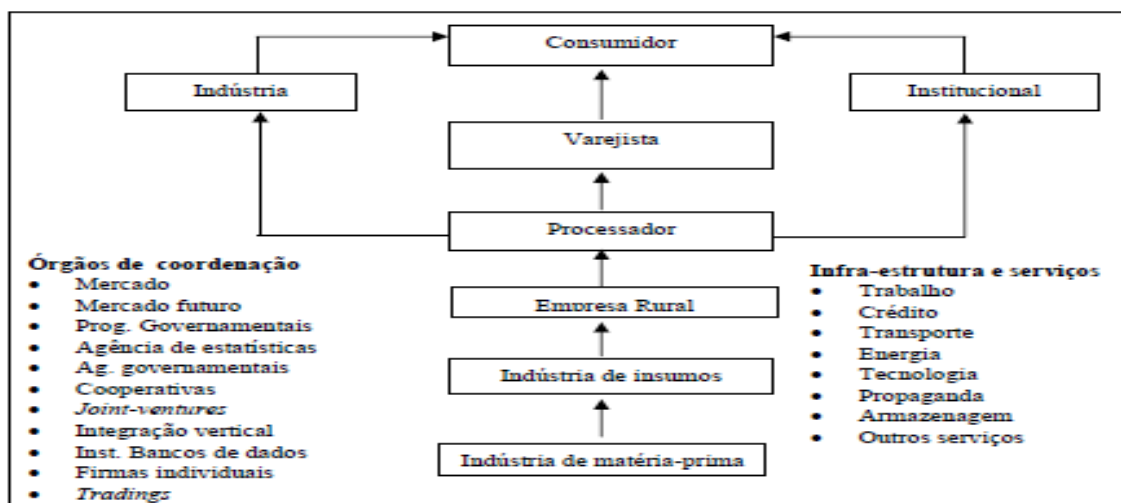 Consumidor
Indústria
Institucional
Varejista
Processador
Órgãos de coordenação
• Mercado
• Mercado futuro
• Prog. Governamentais
• Agência de estatísticas
• Ag. governamentais
• Cooperativas
• Joint-ventures
• Integração vertical
• Inst. Bancos de dados
• Firmas individuais
• Tradings
Infra-estrutura e serviços
• Trabalho
• Crédito
• Transporte
• Energia
• Tecnologia
• Propaganda
• Armazenagem
• Outros serviços
Empresa Rural
Indústria de insumos
Indústria de matéria-prima